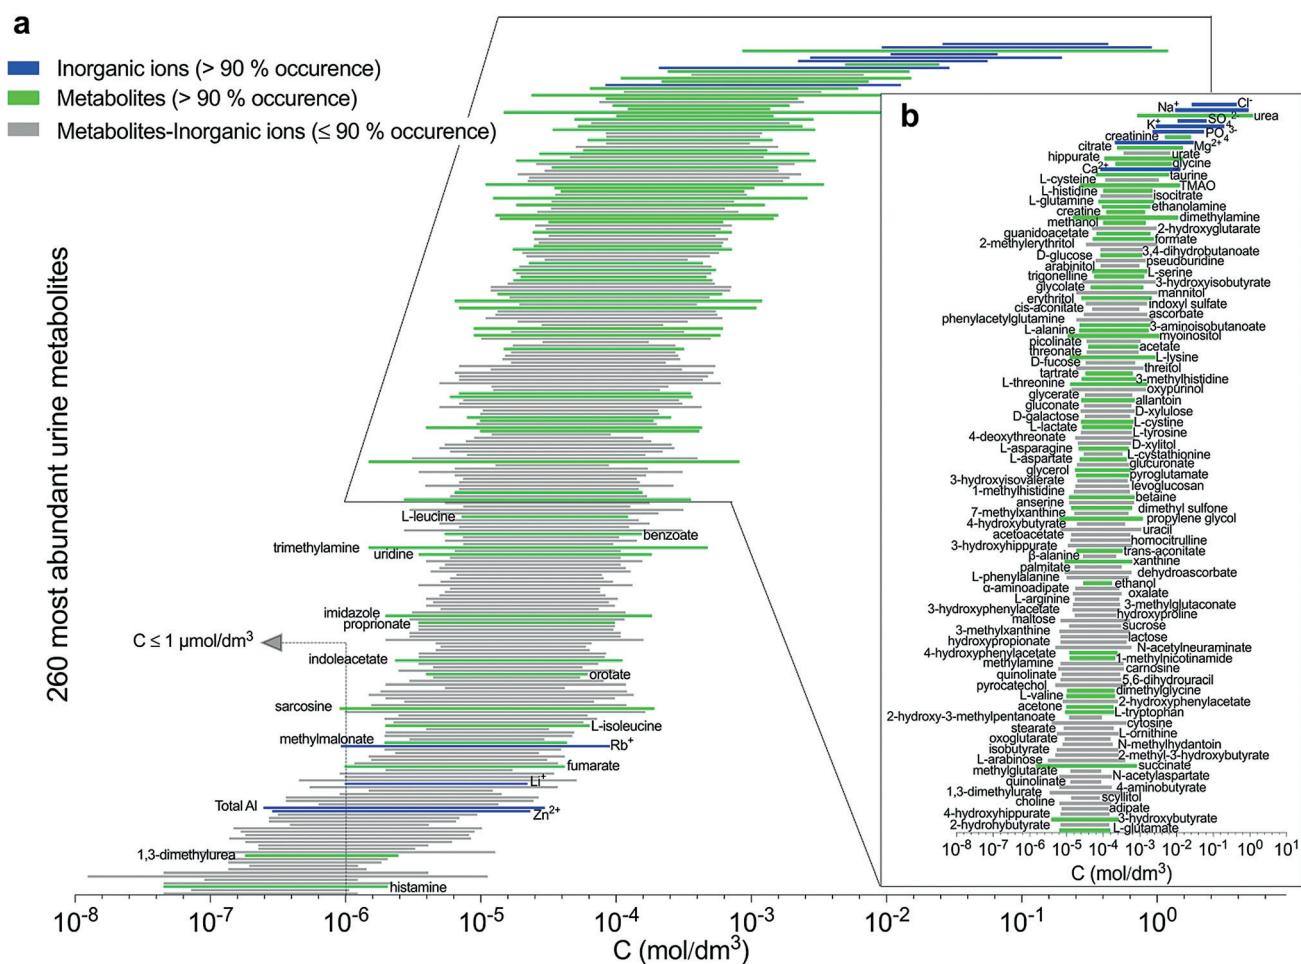 a
Inorganic ions (> 90 % occurence)
Metabolites (> 90 % occurence)
Metabolites-Inorganic ions (≤ 90 % occurence)
260 most abundant urine metabolites
L-leucine
benzoate
trimethylamine
uridine
imidazole
proprionate
C ≤ 1 μmol/dm³
indoleacetate
orotate
sarcosine
L-isoleucine
methylmalonate
Rb⁺
fumarate
Li⁺
Total Al
Zn²⁺
1,3-dimethylurea
histamine
10-8 10-7 10-6 10-5 10-4 10-3 10-2 10-1 10⁰
C (mol/dm³)
b
Cl⁻
Na⁺
SO₄²⁻
urea
K⁺
PO₄³⁻
creatinine
Mg²⁺
citrate
urate
hippurate
glycine
Ca²⁺
taurine
L-cysteine
TMAO
L-histidine
isocitrate
L-glutamine
ethanolamine
creatine
dimethylamine
methanol
2-hydroxyglutarate
guanidoacetate
formate
2-methylerythritol
3,4-dihydrobutanoate
D-glucose
pseudouridine
arabinitol
L-serine
trigonelline
3-hydroxyisobutyrate
glycolate
mannitol
erythritol
indoxyl sulfate
cis-aconitate
ascorbate
phenylacetylglutamine
3-aminoisobutanoate
L-alanine
myoinositol
picolinate
acetate
threonate
L-lysine
D-fucose
threitol
tartrate
3-methylhistidine
L-threonine
oxypurinol
glycerate
allantoin
gluconate
D-xylulose
D-galactose
L-cystine
L-lactate
L-tyrosine
4-deoxythreonate
D-xylitol
L-asparagine
L-cystathionine
L-aspartate
glucuronate
glycerol
pyroglutamate
3-hydroxyisovalerate
levoglucosan
1-methylhistidine
betaine
anserine
dimethyl sulfone
7-methylxanthine
propylene glycol
4-hydroxybutyrate
uracil
acetoacetate
homocitrulline
3-hydroxyhippurate
trans-aconitate
β-alanine
xanthine
palmitate
dehydroascorbate
L-phenylalanine
ethanol
α-aminoadipate
oxalate
L-arginine
3-methylglutaconate
3-hydroxyphenylacetate
hydroxyproline
maltose
sucrose
3-methylxanthine
lactose
hydroxypropionate
N-acetylneuraminate
4-hydroxyphenylacetate
1-methylnicotinamide
methylamine
carnosine
quinolinate
5,6-dihydrouracil
pyrocatechol
dimethylglycine
L-valine
2-hydroxyphenylacetate
acetone
L-tryptophan
2-hydroxy-3-methylpentanoate
cytosine
stearate
L-ornithine
oxoglutarate
N-methylhydantoin
isobutyrate
2-methyl-3-hydroxybutyrate
L-arabinose
succinate
methylglutarate
N-acetylaspartate
quinolinate
4-aminobutyrate
1,3-dimethylurate
scyllitol
choline
adipate
4-hydroxyhippurate
3-hydroxybutyrate
2-hydrohybutyrate
L-glutamate
10-8 10-7 10-6 10-5 10-4 10-3 10-2 10-1 10⁰ 10¹
C (mol/dm³)